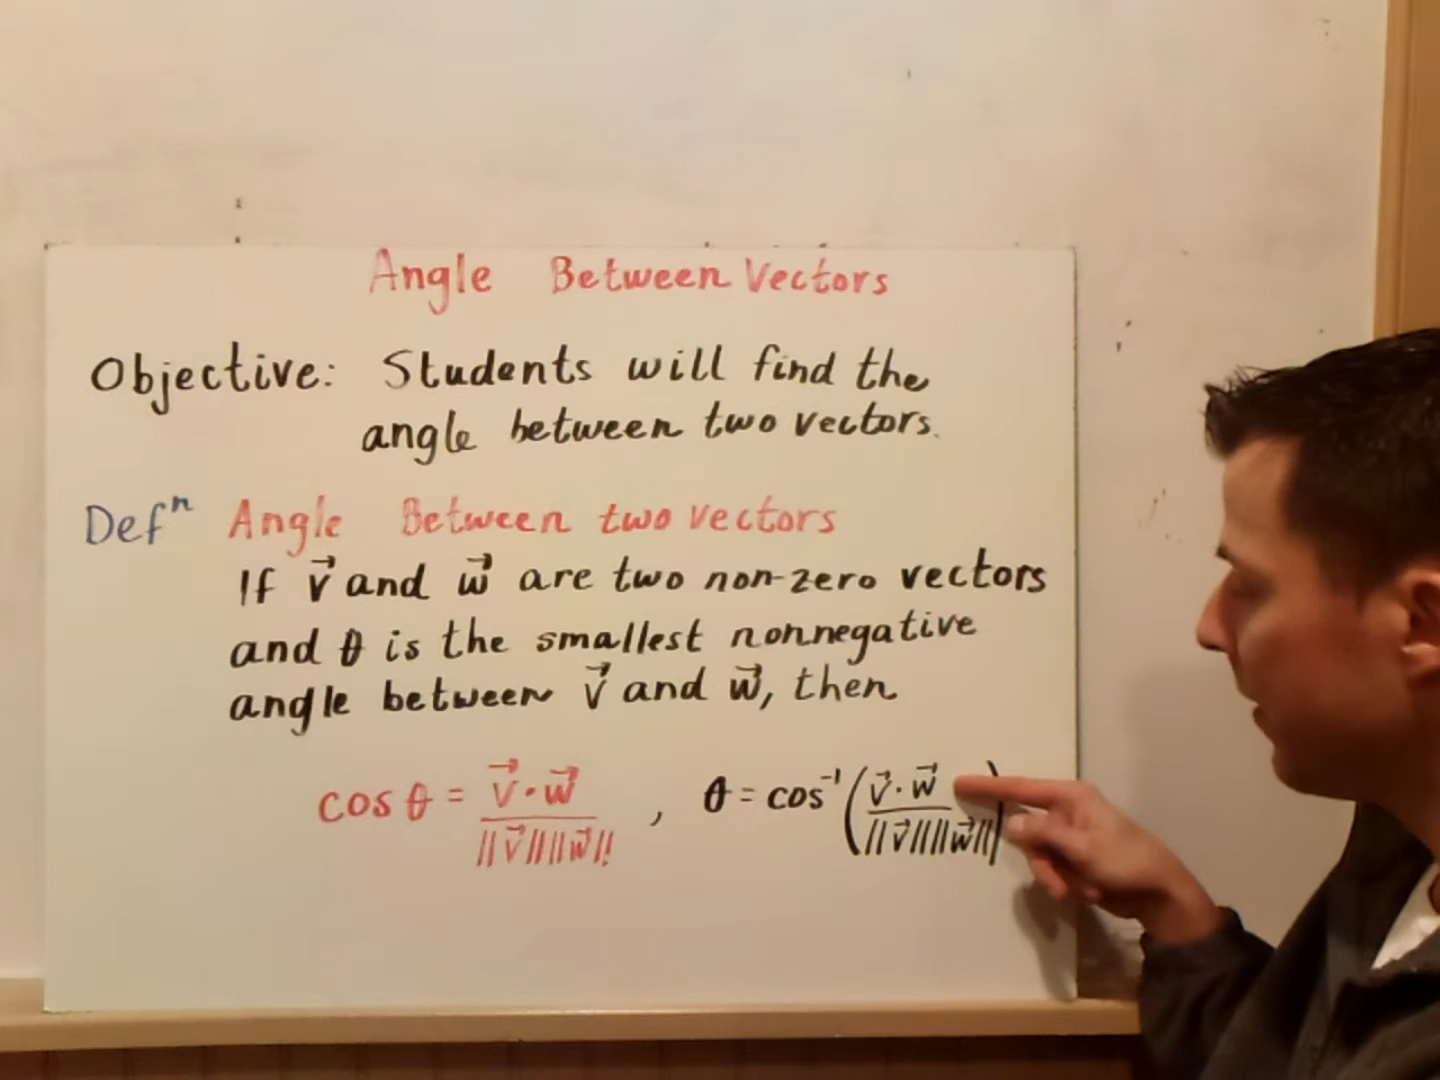 Angle Between Vectors
Objective: Students will find the
angle between two vectors.
Defⁿ Angle Between two vectors
If v⃗ and w⃗ are two non-zero vectors
and θ is the smallest nonnegative
angle between v⃗ and w⃗, then
cos θ = v⃗ · w⃗ / ||v⃗|| ||w⃗|| , θ = cos⁻¹ (v⃗ · w⃗ / ||v⃗|| ||w⃗||)